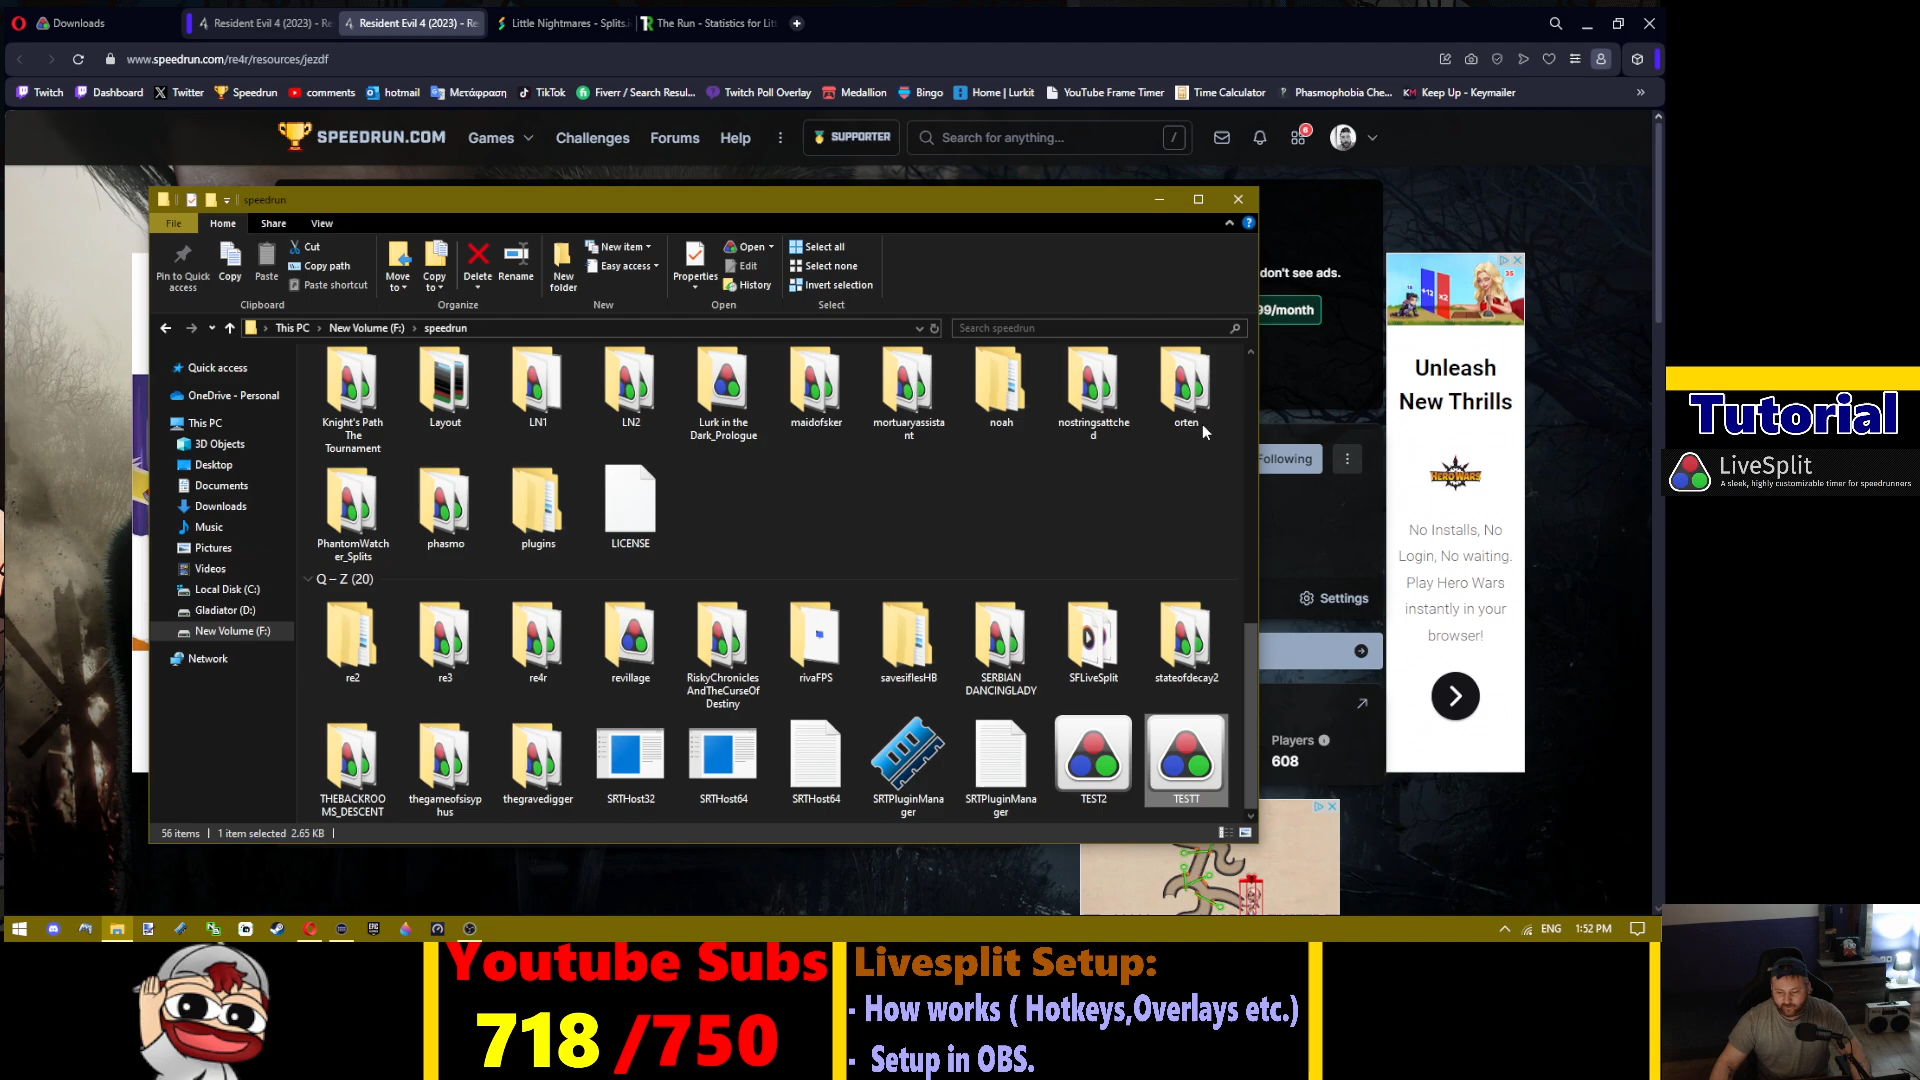 Downloads
Resident Evil 4 (2023) - Re
Resident Evil 4 (2023) - Re
Little Nightmares - Splits.
The Run - Statistics for Lit
www.speedrun.com/re4r/resources/jezdf
Twitch
Dashboard
Twitter
Speedrun
comments
hotmail
Μετάφραση
TikTok
Fiverr / Search Resul...
Twitch Poll Overlay
Medallion
Bingo
Home | Lurkit
YouTube Frame Timer
Time Calculator
Phasmophobia Che...
Keep Up - Keymailer
SPEEDRUN.COM
Games
Challenges
Forums
Help
SUPPORTER
Search for anything...
/
6
speedrun
File
Home
Share
View
Pin to Quick access
Copy
Paste
Cut
Copy path
Paste shortcut
Clipboard
Move to
Copy to
Delete
Rename
Organize
New folder
New item
Easy access
New
Properties
Open
Edit
History
Open
Select all
Select none
Invert selection
Select
This PC
New Volume (F:)
speedrun
Search speedrun
Quick access
OneDrive - Personal
This PC
3D Objects
Desktop
Documents
Downloads
Music
Pictures
Videos
Local Disk (C:)
Gladiator (D:)
New Volume (F:)
Network
Knight's Path The Tournament
Layout
LN1
LN2
Lurk in the Dark_Prologue
maidofsker
mortuaryassistant
noah
nostringsattched
orten
PhantomWatcher_Splits
phasmo
plugins
LICENSE
Q – Z (20)
re2
re3
re4r
revillage
RiskyChroniclesAndTheCurseOfDestiny
rivaFPS
savesiflesHB
SERBIAN DANCINGLADY
SFLiveSplit
stateofdecay2
THEBACKROOMS_DESCENT
thegameofsisyphus
thegravedigger
SRTHost32
SRTHost64
SRTHost64
SRTPluginManager
SRTPluginManager
TEST2
TESTT
56 items
1 item selected 2.65 KB
don't see ads.
99/month
Following
Settings
Players
608
Unleash
New Thrills
HERO WARS
No Installs, No
Login, No waiting.
Play Hero Wars
instantly in your
browser!
Tutorial
LiveSplit
A sleek, highly customizable timer for speedrunners
ENG
1:52 PM
Youtube Subs
718 /750
Livesplit Setup:
- How works ( Hotkeys,Overlays etc.)
- Setup in OBS.